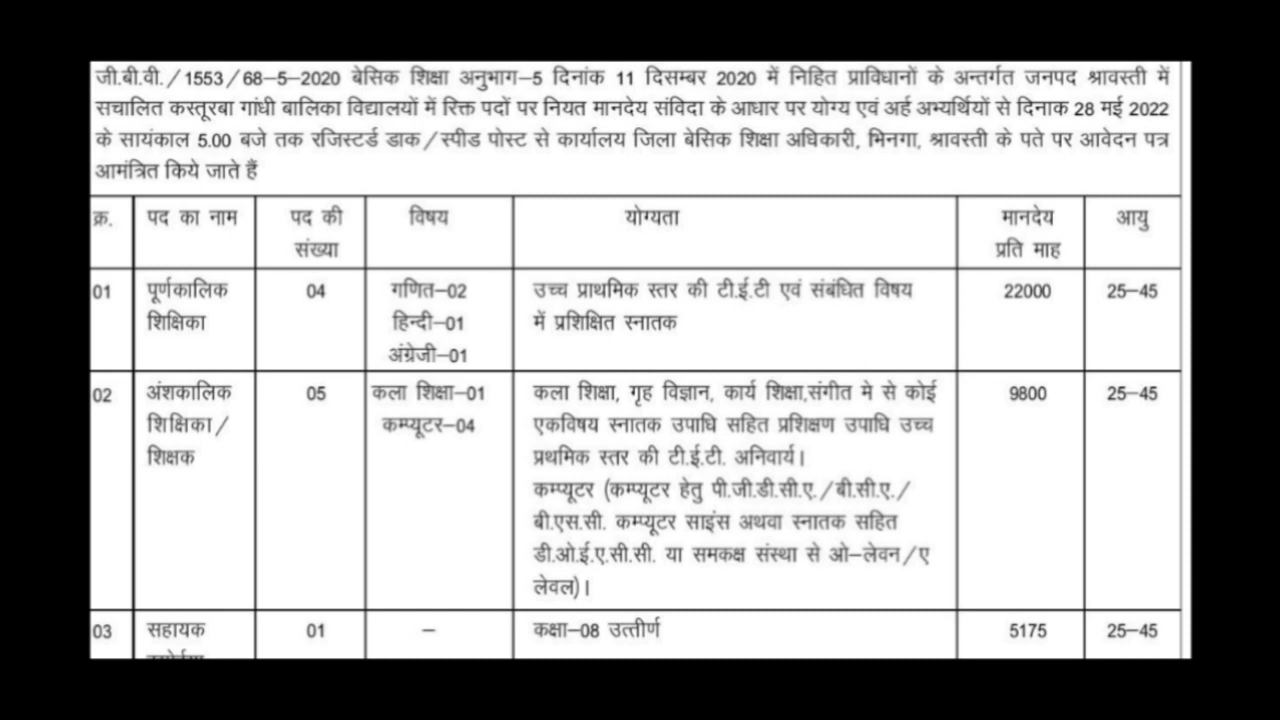 जी.बी.वी./1553/68–5–2020 बेसिक शिक्षा अनुभाग–5 दिनांक 11 दिसम्बर 2020 में निहित प्राविधानों के अन्तर्गत जनपद श्रावस्ती में
सचालित कस्तूरबा गांधी बालिका विद्यालयों में रिक्त पदों पर नियत मानदेय संविदा के आधार पर योग्य एवं अर्ह अभ्यर्थियों से दिनाक 28 मई 2022
के सायंकाल 5.00 बजे तक रजिस्टर्ड डाक/स्पीड पोस्ट से कार्यालय जिला बेसिक शिक्षा अधिकारी, भिनगा, श्रावस्ती के पते पर आवेदन पत्र
आमंत्रित किये जाते हैं
क्र. पद का नाम पद की विषय योग्यता मानदेय आयु
संख्या प्रति माह
01 पूर्णकालिक 04 गणित–02 उच्च प्राथमिक स्तर की टी.ई.टी एवं संबंधित विषय 22000 25–45
शिक्षिका हिन्दी–01 में प्रशिक्षित स्नातक
अंग्रेजी–01
02 अंशकालिक 05 कला शिक्षा–01 कला शिक्षा, गृह विज्ञान, कार्य शिक्षा,संगीत मे से कोई 9800 25–45
शिक्षिका/ कम्प्यूटर–04 एकविषय स्नातक उपाधि सहित प्रशिक्षण उपाधि उच्च
शिक्षक प्रथमिक स्तर की टी.ई.टी. अनिवार्य।
कम्प्यूटर (कम्प्यूटर हेतु पी.जी.डी.सी.ए./बी.सी.ए./
बी.एस.सी. कम्प्यूटर साइंस अथवा स्नातक सहित
डी.ओ.ई.ए.सी.सी. या समकक्ष संस्था से ओ–लेवन/ए
लेवल)।
03 सहायक 01 – कक्षा–08 उत्तीर्ण 5175 25–45